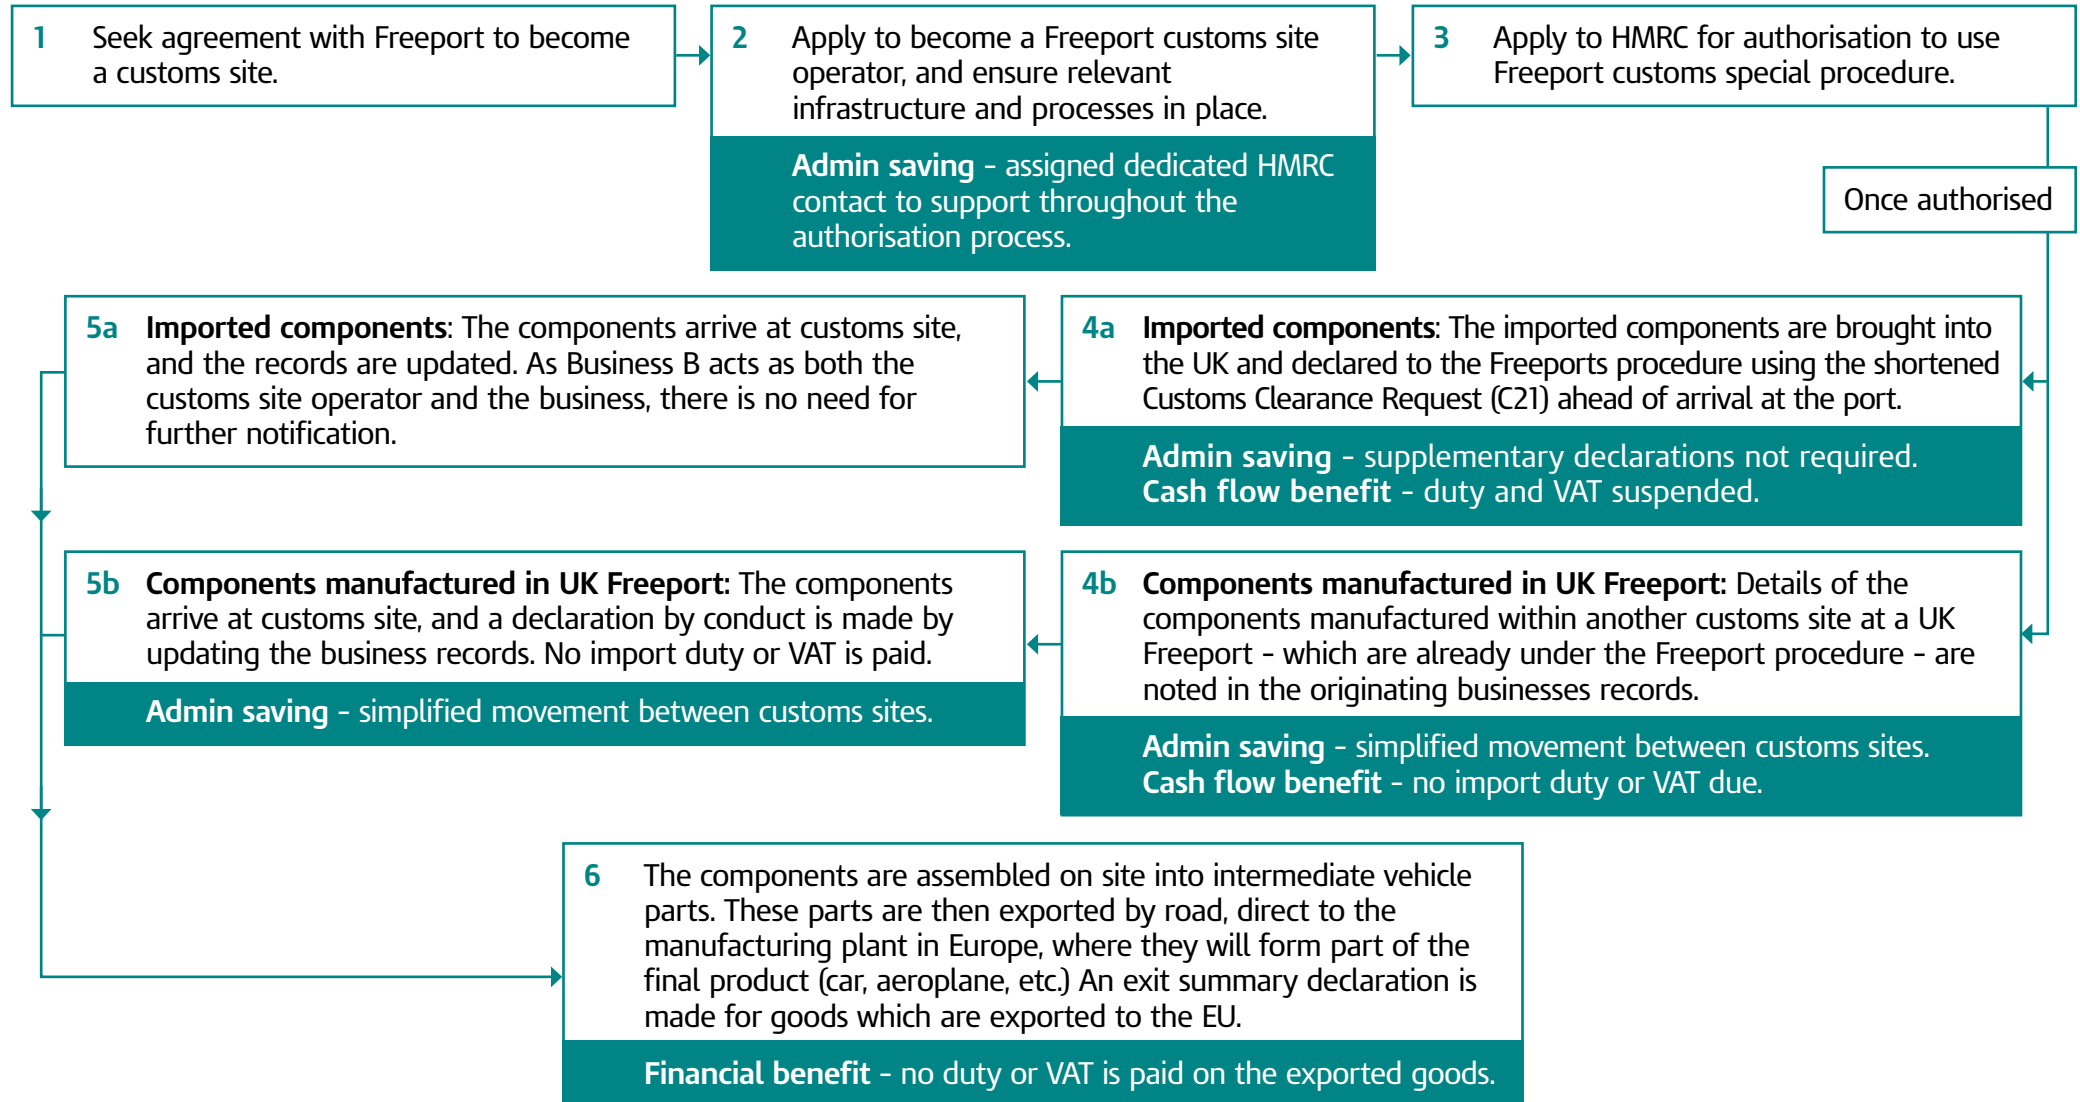 1 Seek agreement with Freeport to become
a customs site.
2 Apply to become a Freeport customs site
operator, and ensure relevant
infrastructure and processes in place.
Admin saving – assigned dedicated HMRC
contact to support throughout the
authorisation process.
3 Apply to HMRC for authorisation to use
Freeport customs special procedure.
Once authorised
4a Imported components: The imported components are brought into
the UK and declared to the Freeports procedure using the shortened
Customs Clearance Request (C21) ahead of arrival at the port.
Admin saving – supplementary declarations not required.
Cash flow benefit – duty and VAT suspended.
5a Imported components: The components arrive at customs site,
and the records are updated. As Business B acts as both the
customs site operator and the business, there is no need for
further notification.
4b Components manufactured in UK Freeport: Details of the
components manufactured within another customs site at a UK
Freeport – which are already under the Freeport procedure – are
noted in the originating businesses records.
Admin saving – simplified movement between customs sites.
Cash flow benefit – no import duty or VAT due.
5b Components manufactured in UK Freeport: The components
arrive at customs site, and a declaration by conduct is made by
updating the business records. No import duty or VAT is paid.
Admin saving – simplified movement between customs sites.
6 The components are assembled on site into intermediate vehicle
parts. These parts are then exported by road, direct to the
manufacturing plant in Europe, where they will form part of the
final product (car, aeroplane, etc.) An exit summary declaration is
made for goods which are exported to the EU.
Financial benefit – no duty or VAT is paid on the exported goods.